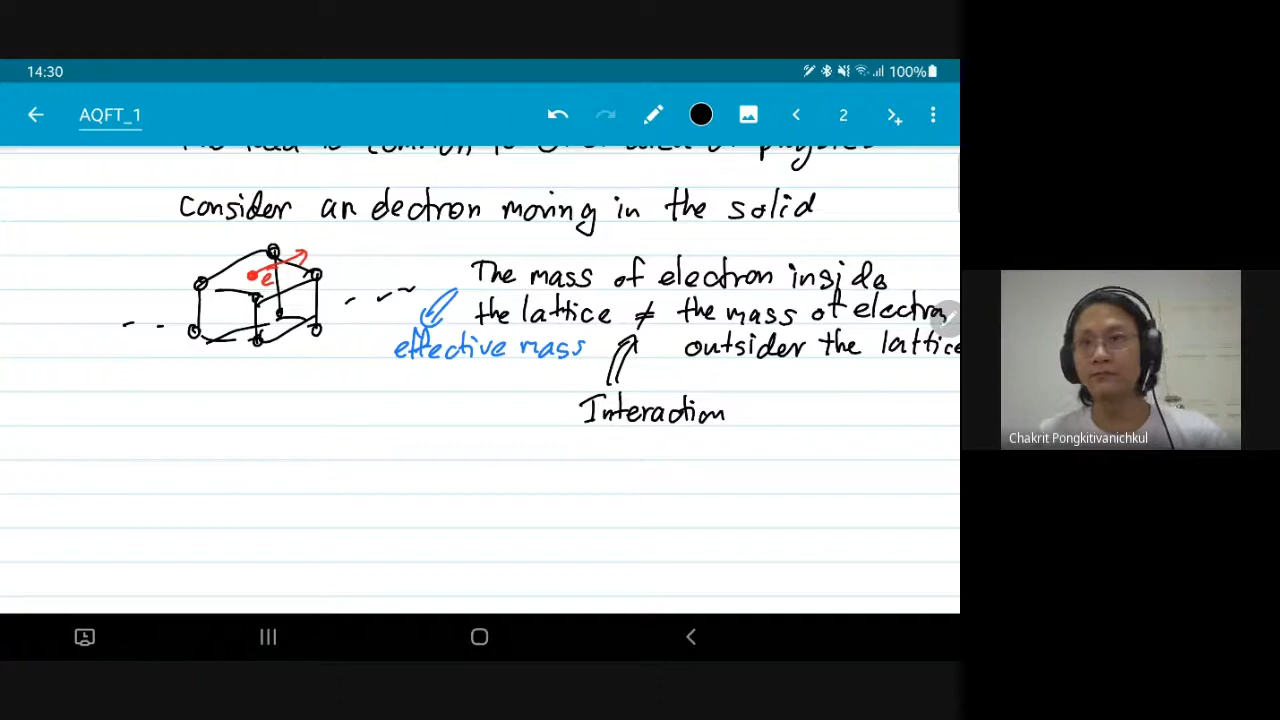 14:30
100%
AQFT_1
2
Consider an electron moving in the solid
e
The mass of electron inside
the lattice ≠ the mass of electron
effective mass
outsider the lattice
Interaction
Chakrit Pongkitivanichkul